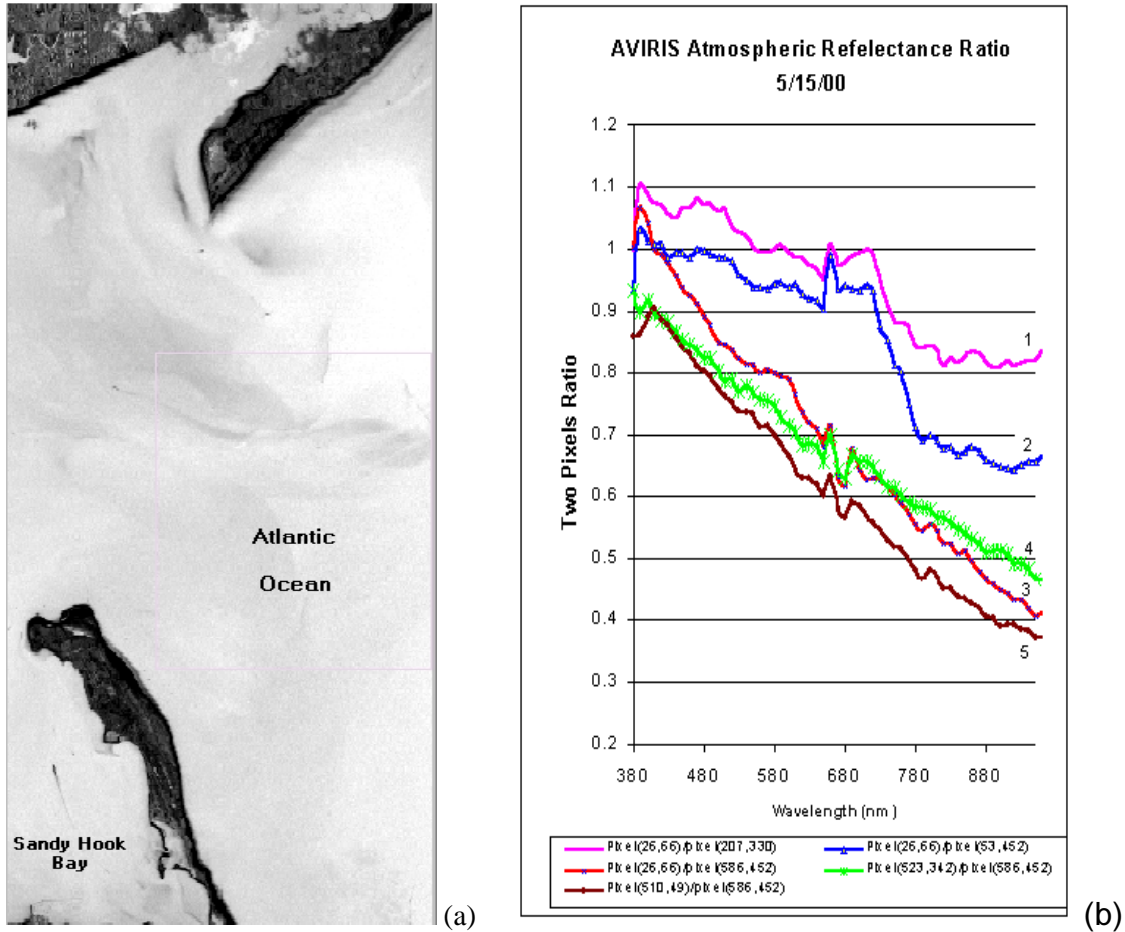 Atlantic
Ocean
Sandy Hook
Bay
(a)
AVIRIS Atmospheric Refelectance Ratio
5/15/00
Two Pixels Ratio
1.2
1.1
1
0.9
0.8
0.7
0.6
0.5
0.4
0.3
0.2
1
2
4
3
5
380 480 580 680 780 880
Wavelength (nm)
Pixel(26,66)/pixel(207,330) Pixel(26,66)/pixel(53,452)
Pixel(26,66)/pixel(586,452) Pixel(523,342)/pixel(586,452)
Pixel(510,49)/pixel(586,452)
(b)